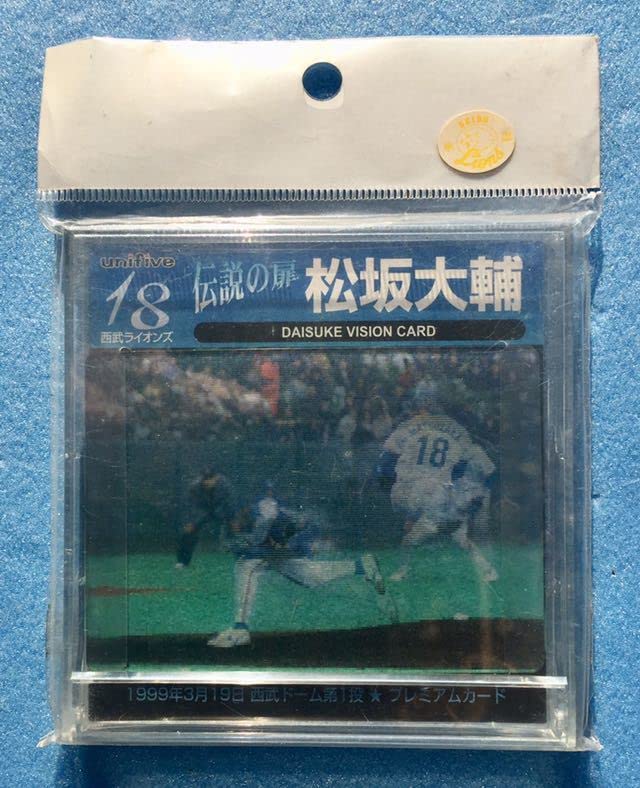 SEIBU
Lions
unifive
18
西武ライオンズ
伝説の扉
松坂大輔
DAISUKE VISION CARD
18
1999年3月19日 西武ドーム第1投 ★ プレミアムカード